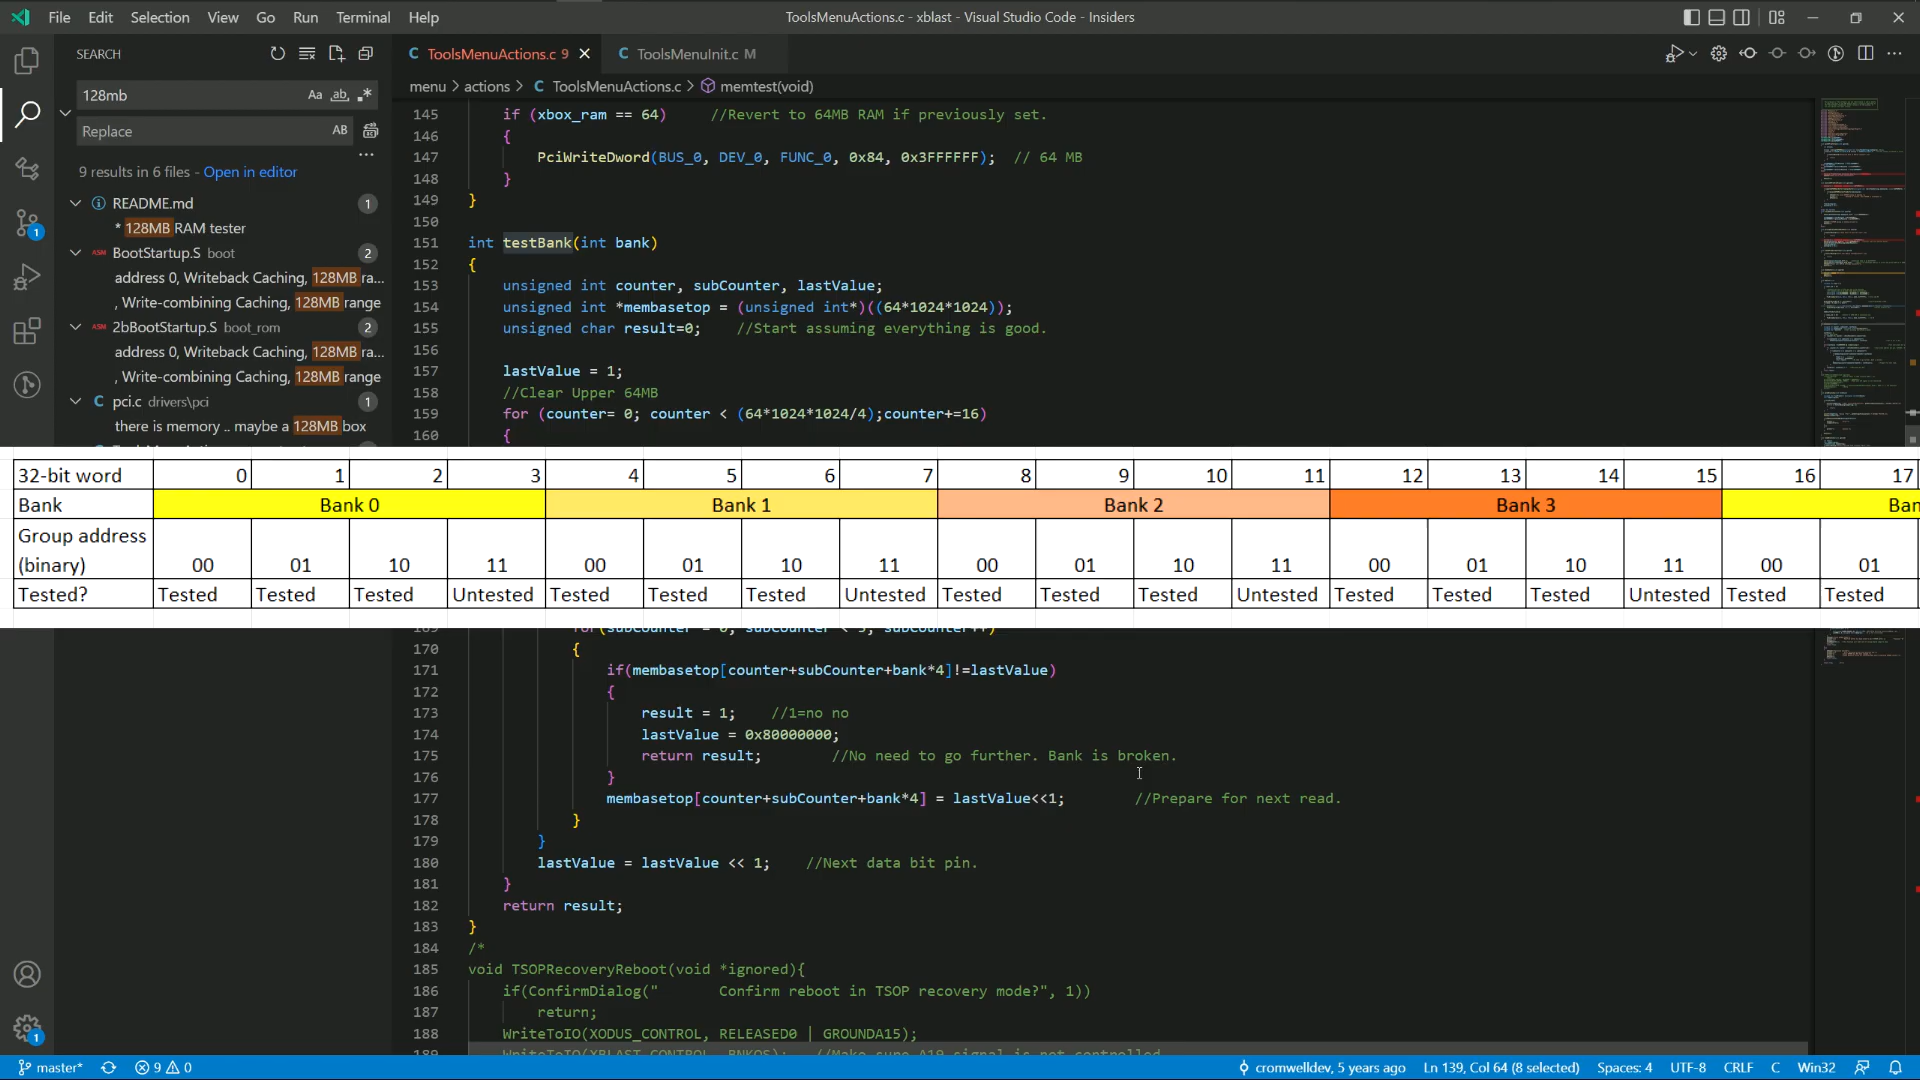 File Edit Selection View Go Run Terminal Help
ToolsMenuActions.c - xblast - Visual Studio Code - Insiders
SEARCH
128mb Aa ab .*
Replace AB
9 results in 6 files - Open in editor
README.md 1
* 128MB RAM tester
BootStartup.S boot 2
address 0, Writeback Caching, 128MB ra...
, Write-combining Caching, 128MB range
2bBootStartup.S boot_rom 2
address 0, Writeback Caching, 128MB ra...
, Write-combining Caching, 128MB range
C pci.c drivers\pci 1
there is memory .. maybe a 128MB box
C ToolsMenuActions.c 9
C ToolsMenuInit.c M
menu > actions > C ToolsMenuActions.c > memtest(void)
145 if (xbox_ram == 64) //Revert to 64MB RAM if previously set.
146 {
147 PciWriteDword(BUS_0, DEV_0, FUNC_0, 0x84, 0x3FFFFFF); // 64 MB
148 }
149 }
150
151 int testBank(int bank)
152 {
153 unsigned int counter, subCounter, lastValue;
154 unsigned int *membasetop = (unsigned int*)((64*1024*1024));
155 unsigned char result=0; //Start assuming everything is good.
156
157 lastValue = 1;
158 //Clear Upper 64MB
159 for (counter= 0; counter < (64*1024*1024/4);counter+=16)
160 {
32-bit word 0 1 2 3 4 5 6 7 8 9 10 11 12 13 14 15 16 17
Bank Bank 0 Bank 1 Bank 2 Bank 3 Ban
Group address
(binary) 00 01 10 11 00 01 10 11 00 01 10 11 00 01 10 11 00 01
Tested? Tested Tested Tested Untested Tested Tested Tested Untested Tested Tested Tested Untested Tested Tested Tested Untested Tested Tested
170 {
171 if(membasetop[counter+subCounter+bank*4]!=lastValue)
172 {
173 result = 1; //1=no no
174 lastValue = 0x80000000;
175 return result; //No need to go further. Bank is broken.
176 }
177 membasetop[counter+subCounter+bank*4] = lastValue<<1; //Prepare for next read.
178 }
179 }
180 lastValue = lastValue << 1; //Next data bit pin.
181 }
182 return result;
183 }
184 /*
185 void TSOPRecoveryReboot(void *ignored){
186 if(ConfirmDialog(" Confirm reboot in TSOP recovery mode?", 1))
187 return;
188 WriteToIO(XODUS_CONTROL, RELEASED0 | GROUNDA15);
1
1
master* 9 0 cromwelldev, 5 years ago Ln 139, Col 64 (8 selected) Spaces: 4 UTF-8 CRLF C Win32